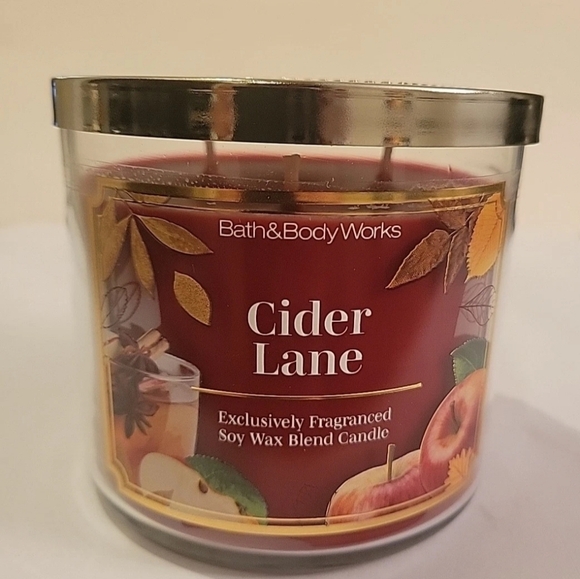 Bath&BodyWorks
Cider
Lane
Exclusively Fragranced
Soy Wax Blend Candle